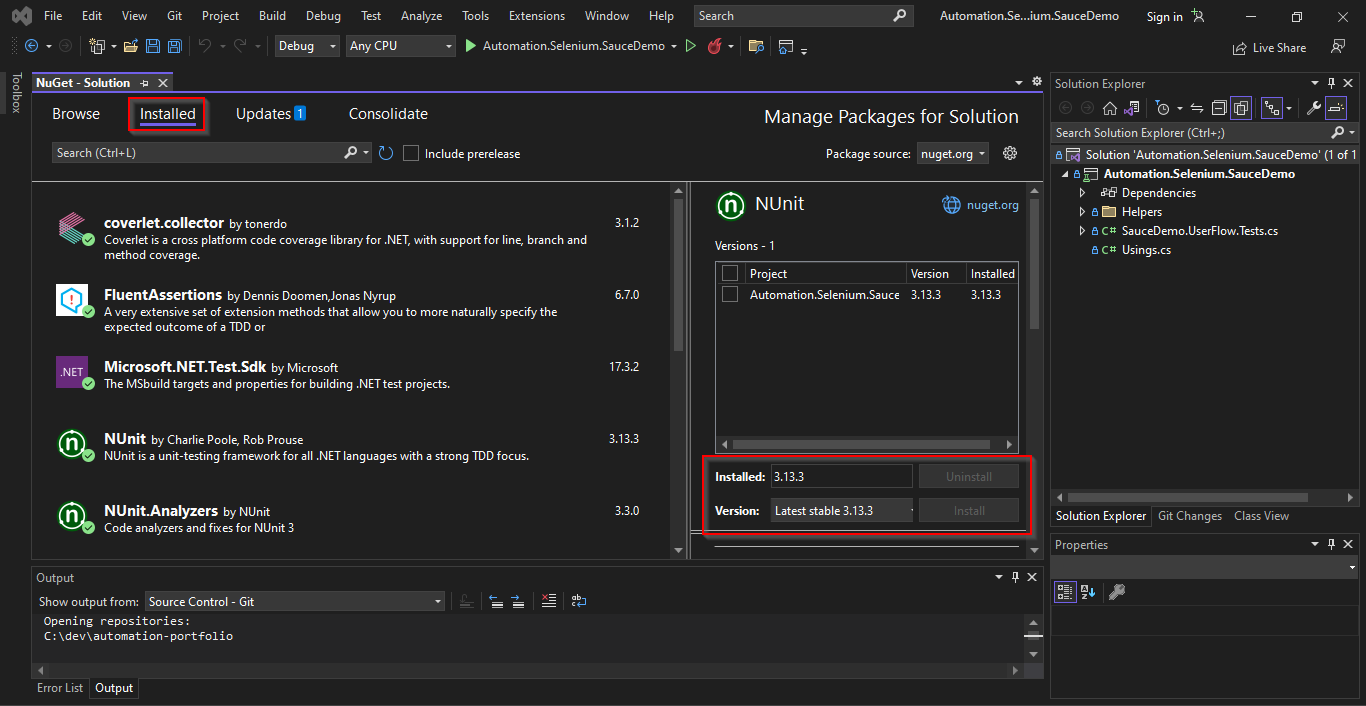 File Edit View Git Project Build Debug Test Analyze Tools Extensions Window Help Search Automation.Se...ium.SauceDemo Sign in
Debug Any CPU Automation.Selenium.SauceDemo Live Share
Toolbox
NuGet - Solution
Browse Installed Updates 1 Consolidate
Manage Packages for Solution
Search (Ctrl+L) Include prerelease
Package source: nuget.org
coverlet.collector by tonerdo 3.1.2
Coverlet is a cross platform code coverage library for .NET, with support for line, branch and
method coverage.
FluentAssertions by Dennis Doomen,Jonas Nyrup 6.7.0
A very extensive set of extension methods that allow you to more naturally specify the
expected outcome of a TDD or
.NET
Microsoft.NET.Test.Sdk by Microsoft 17.3.2
The MSbuild targets and properties for building .NET test projects.
n
NUnit by Charlie Poole, Rob Prouse 3.13.3
NUnit is a unit-testing framework for all .NET languages with a strong TDD focus.
n
NUnit.Analyzers by NUnit 3.3.0
Code analyzers and fixes for NUnit 3
n NUnit nuget.org
Versions - 1
Project Version Installed
Automation.Selenium.Sauce 3.13.3 3.13.3
Installed: 3.13.3 Uninstall
Version: Latest stable 3.13.3 Install
Output
Show output from: Source Control - Git
Opening repositories:
C:\dev\automation-portfolio
Error List Output
Solution Explorer
Search Solution Explorer (Ctrl+;)
Solution 'Automation.Selenium.SauceDemo' (1 of 1
Automation.Selenium.SauceDemo
Dependencies
Helpers
C# SauceDemo.UserFlow.Tests.cs
C# Usings.cs
Solution Explorer Git Changes Class View
Properties